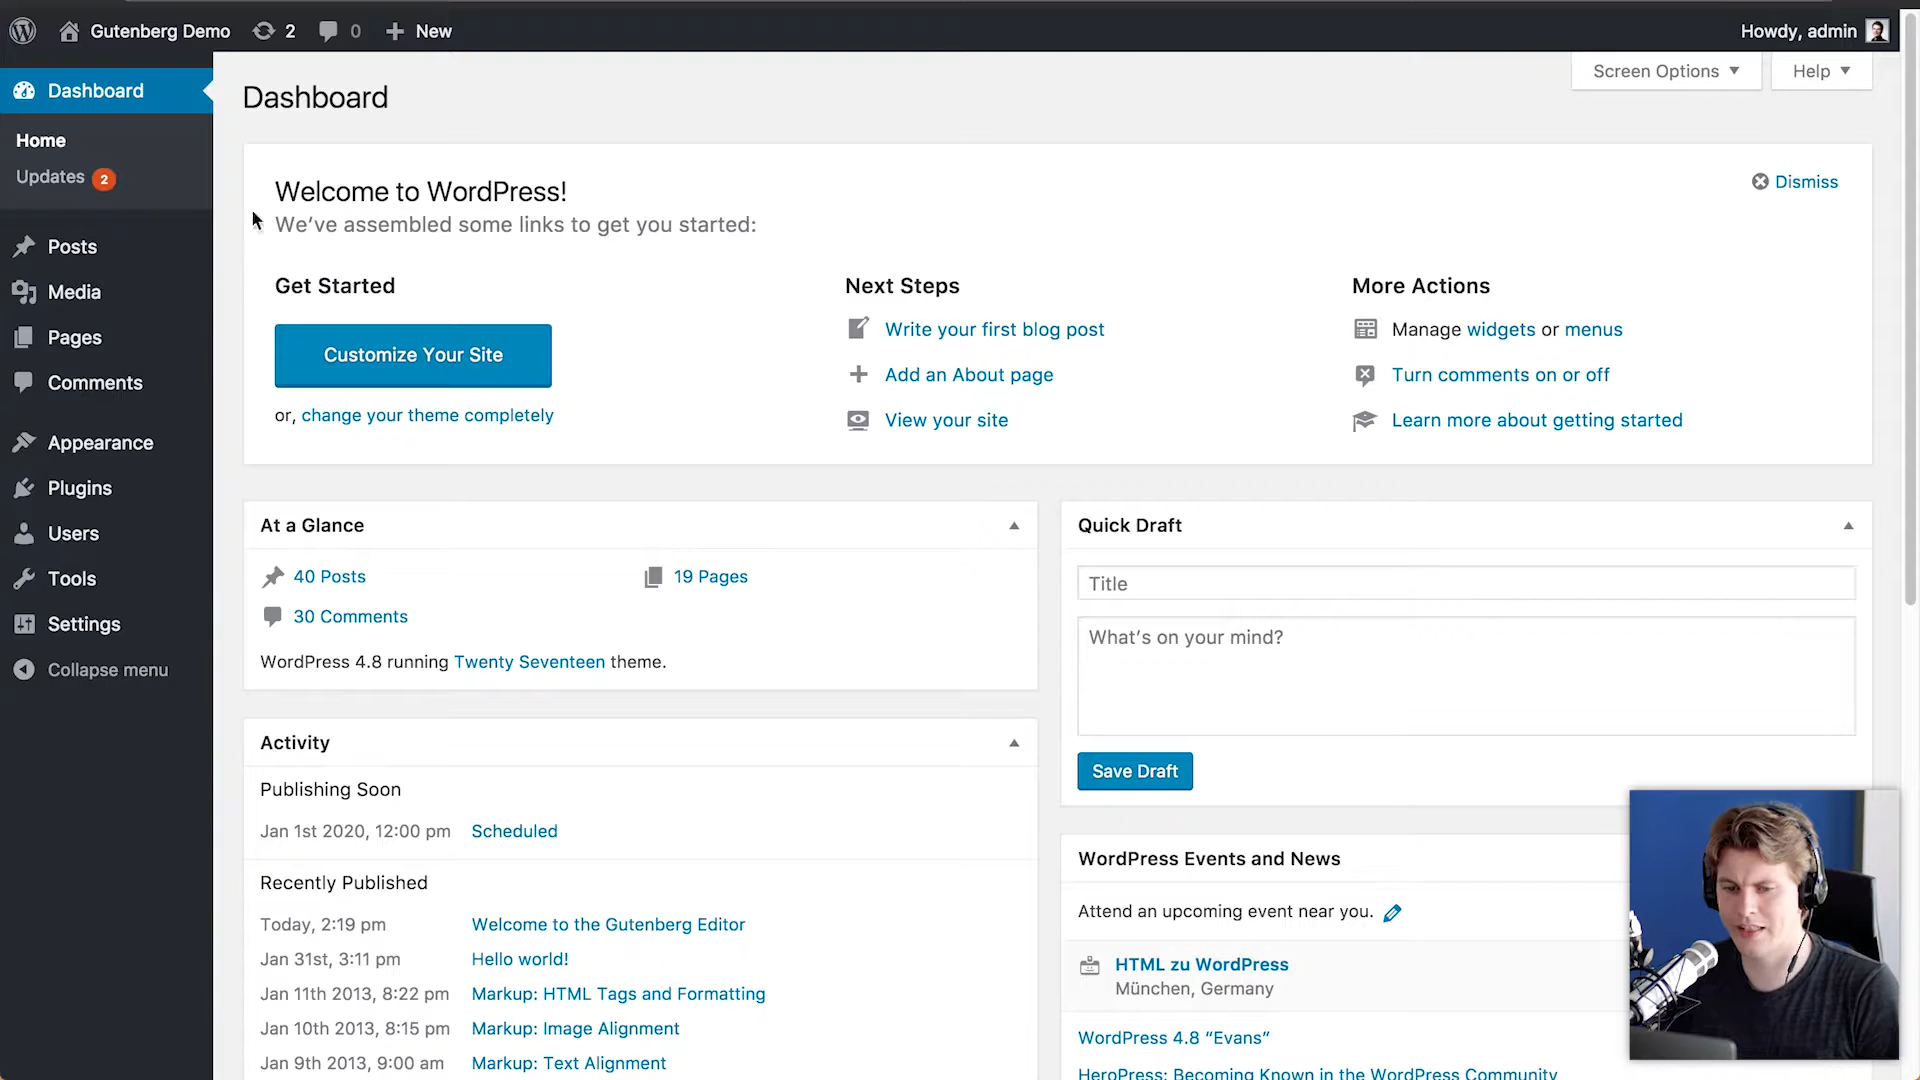 Gutenberg Demo 2 0 New
Howdy, admin
Dashboard
Home
Updates 2
Posts
Media
Pages
Comments
Appearance
Plugins
Users
Tools
Settings
Collapse menu
Screen Options
Help
Dashboard
Welcome to WordPress!
We’ve assembled some links to get you started:
Dismiss
Get Started
Customize Your Site
or, change your theme completely
Next Steps
Write your first blog post
Add an About page
View your site
More Actions
Manage widgets or menus
Turn comments on or off
Learn more about getting started
At a Glance
40 Posts
19 Pages
30 Comments
WordPress 4.8 running Twenty Seventeen theme.
Activity
Publishing Soon
Jan 1st 2020, 12:00 pm Scheduled
Recently Published
Today, 2:19 pm Welcome to the Gutenberg Editor
Jan 31st, 3:11 pm Hello world!
Jan 11th 2013, 8:22 pm Markup: HTML Tags and Formatting
Jan 10th 2013, 8:15 pm Markup: Image Alignment
Jan 9th 2013, 9:00 am Markup: Text Alignment
Quick Draft
Title
What’s on your mind?
Save Draft
WordPress Events and News
Attend an upcoming event near you.
HTML zu WordPress
München, Germany
WordPress 4.8 “Evans”
HeroPress: Becoming Known in the WordPress Community